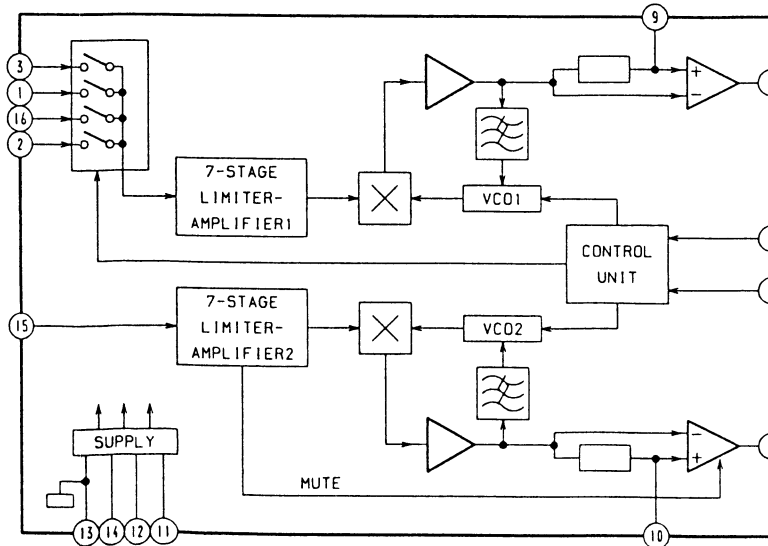 9
3
1
16
2
7-STAGE
LIMITER-
AMPLIFIER1
VCO1
+
−
CONTROL
UNIT
15
7-STAGE
LIMITER-
AMPLIFIER2
VCO2
−
+
SUPPLY
MUTE
13
14
12
11
10